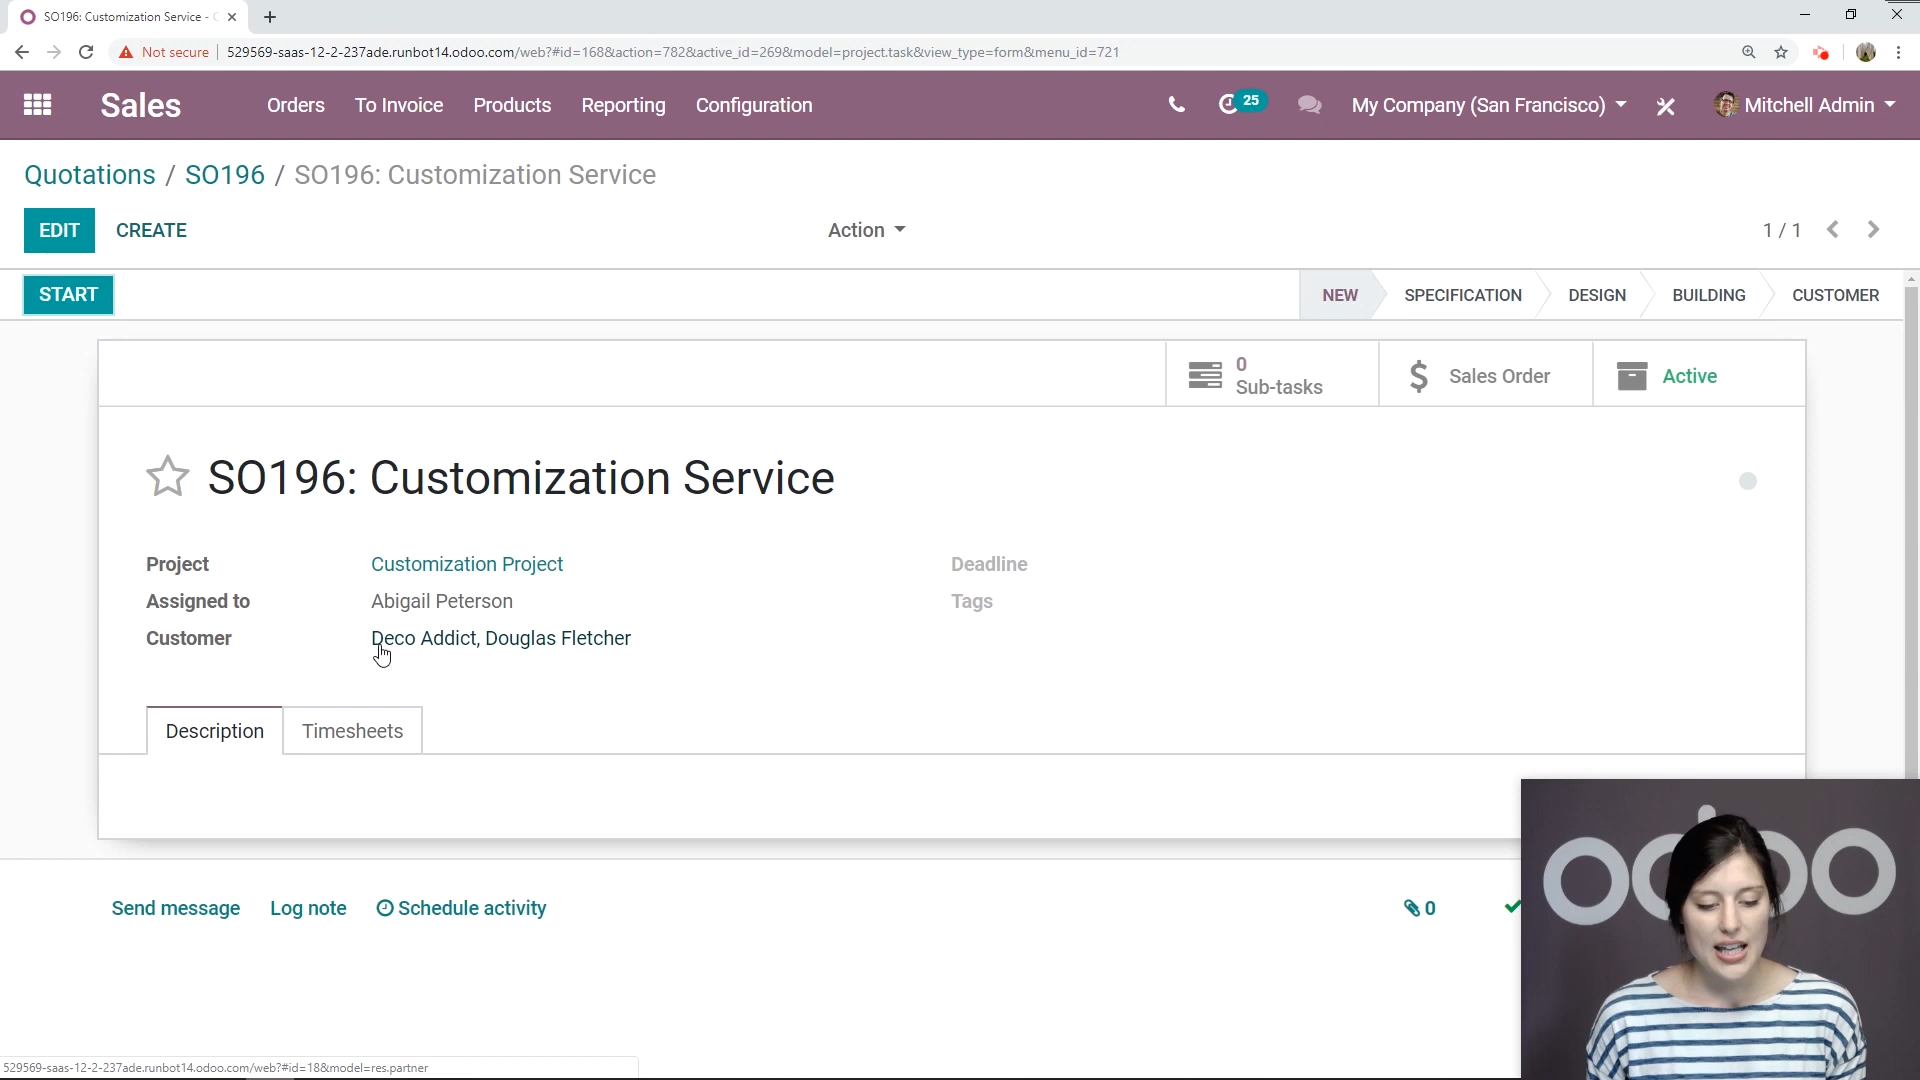 SO196: Customization Service -
Not secure | 529569-saas-12-2-237ade.runbot14.odoo.com/web?#id=168&action=782&active_id=269&model=project.task&view_type=form&menu_id=721
Sales Orders To Invoice Products Reporting Configuration 25 My Company (San Francisco) Mitchell Admin
Quotations / SO196 / SO196: Customization Service
EDIT CREATE Action 1 / 1
START NEW SPECIFICATION DESIGN BUILDING CUSTOMER
0
Sub-tasks Sales Order Active
SO196: Customization Service
Project Customization Project Deadline
Assigned to Abigail Peterson Tags
Customer Deco Addict, Douglas Fletcher
Description Timesheets
odoo
Send message Log note Schedule activity 0
529569-saas-12-2-237ade.runbot14.odoo.com/web?#id=18&model=res.partner